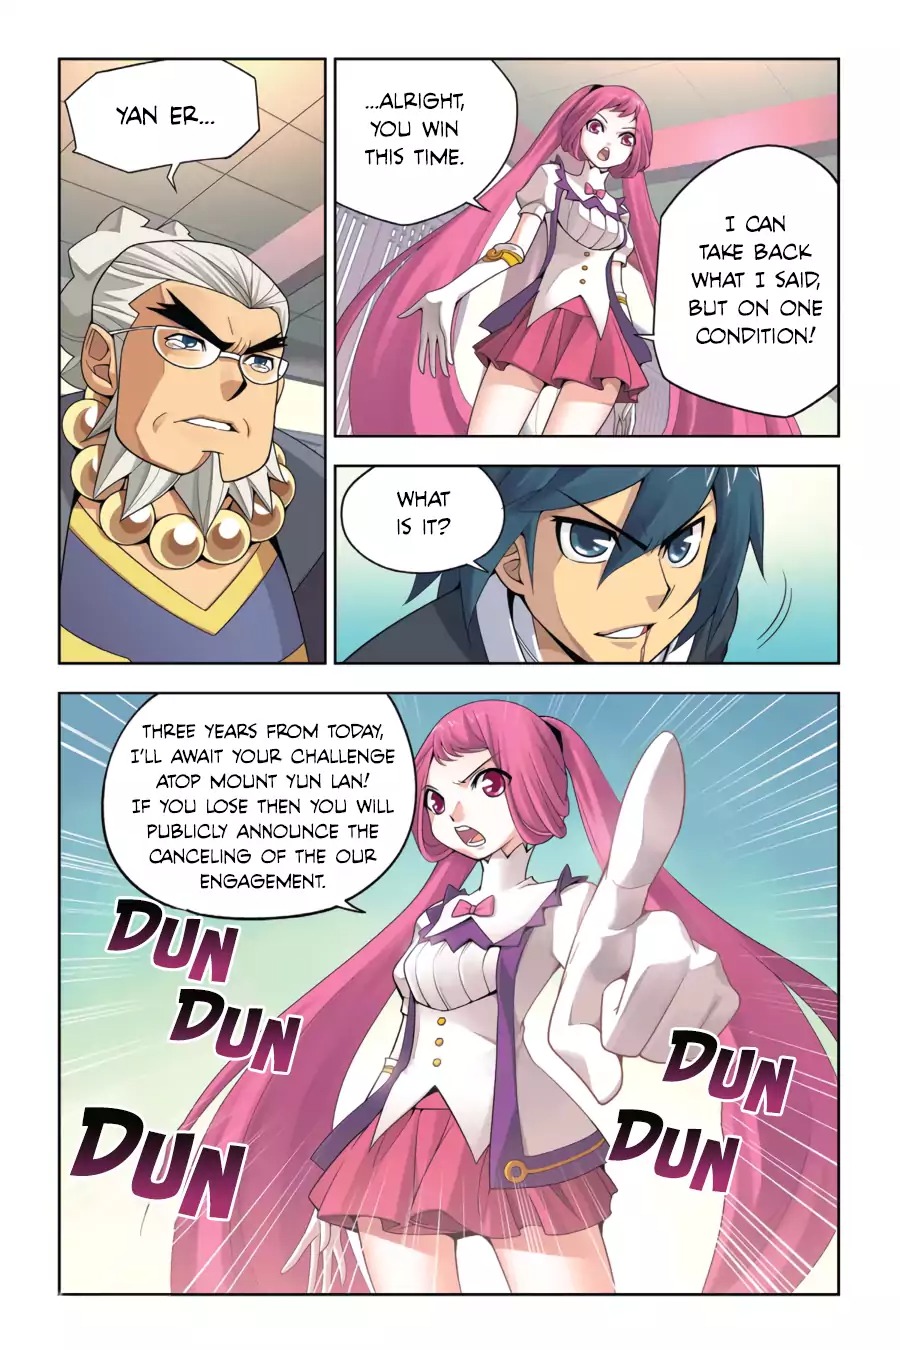 YAN ER...
...ALRIGHT,
YOU WIN
THIS TIME.
I CAN
TAKE BACK
WHAT I SAID,
BUT ON ONE
CONDITION!
WHAT
IS IT?
THREE YEARS FROM TODAY,
I'LL AWAIT YOUR CHALLENGE
ATOP MOUNT YUN LAN!
IF YOU LOSE THEN YOU WILL
PUBLICLY ANNOUNCE THE
CANCELING OF THE OUR
ENGAGEMENT.
DUN
DUN
DUN
DUN
DUN